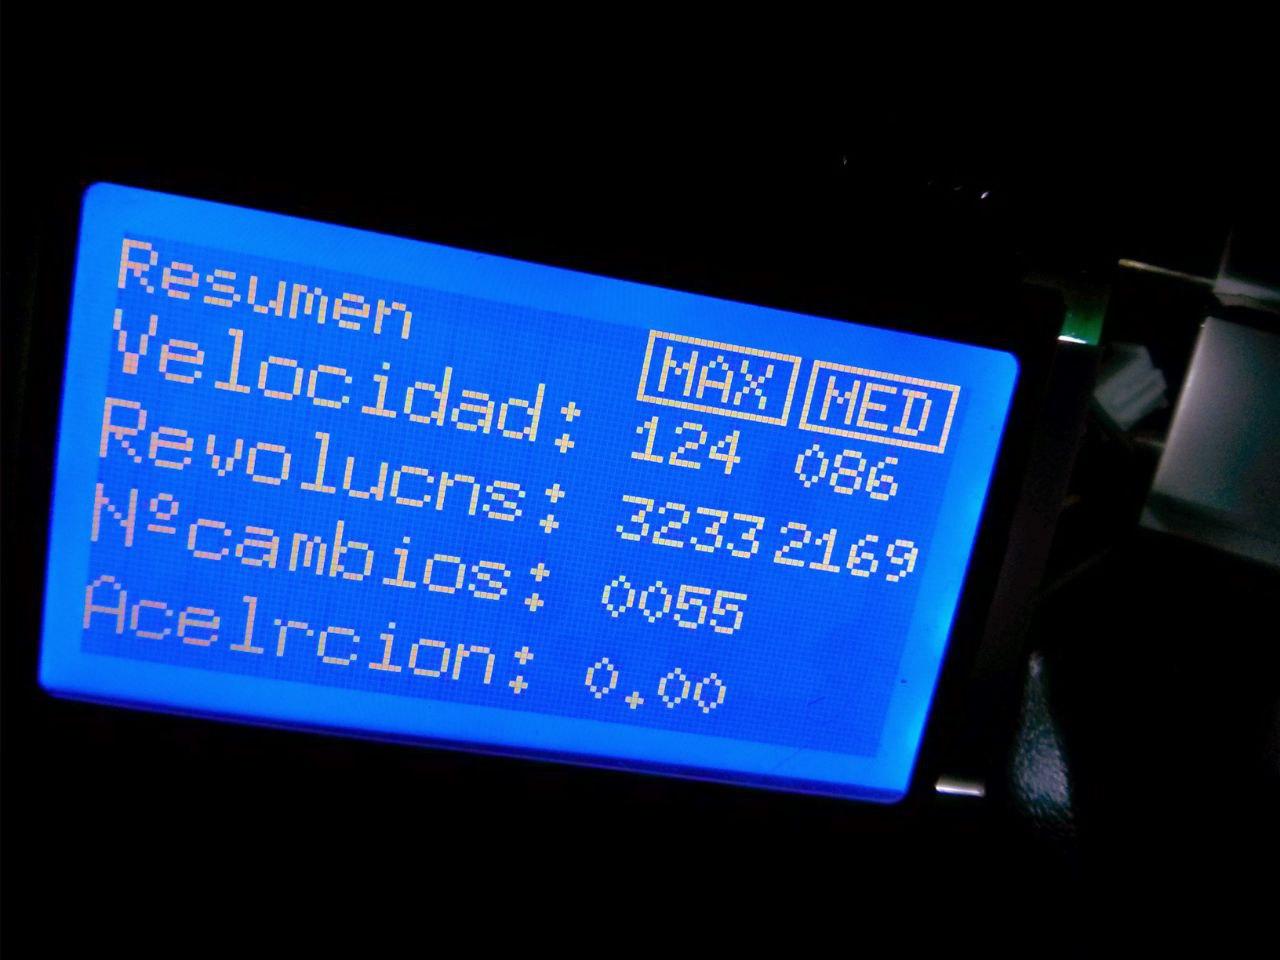 Resumen
MAX MED
Velocidad: 124 086
Revolucns: 3233 2169
Nºcambios: 0055
Acelrcion: 0.00